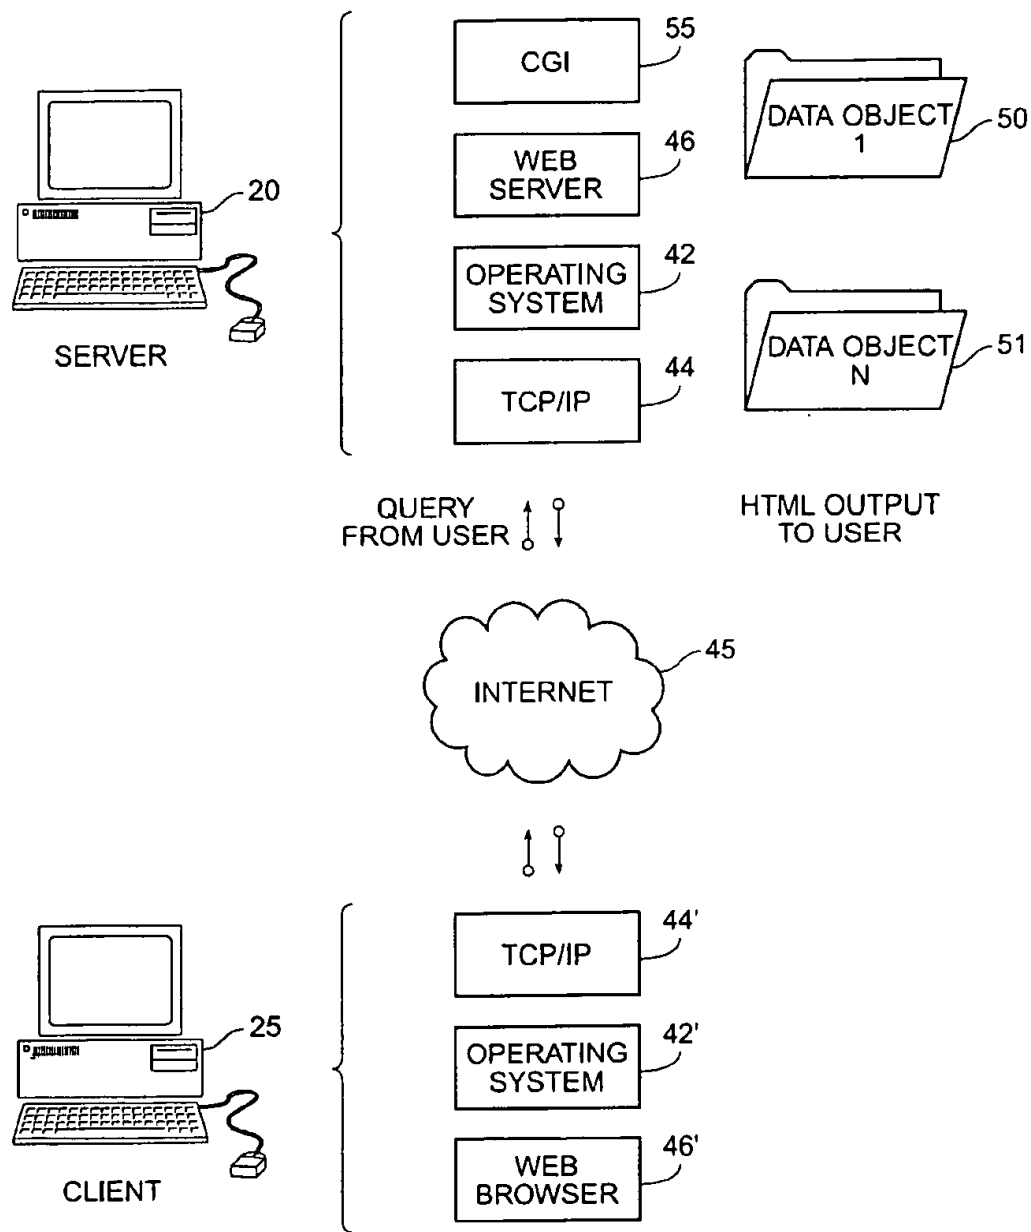 CGI
55
DATA OBJECT
1
50
WEB
SERVER
46
20
SERVER
OPERATING
SYSTEM
42
DATA OBJECT
N
51
TCP/IP
44
QUERY
FROM USER
HTML OUTPUT
TO USER
INTERNET
45
TCP/IP
44'
25
CLIENT
OPERATING
SYSTEM
42'
WEB
BROWSER
46'